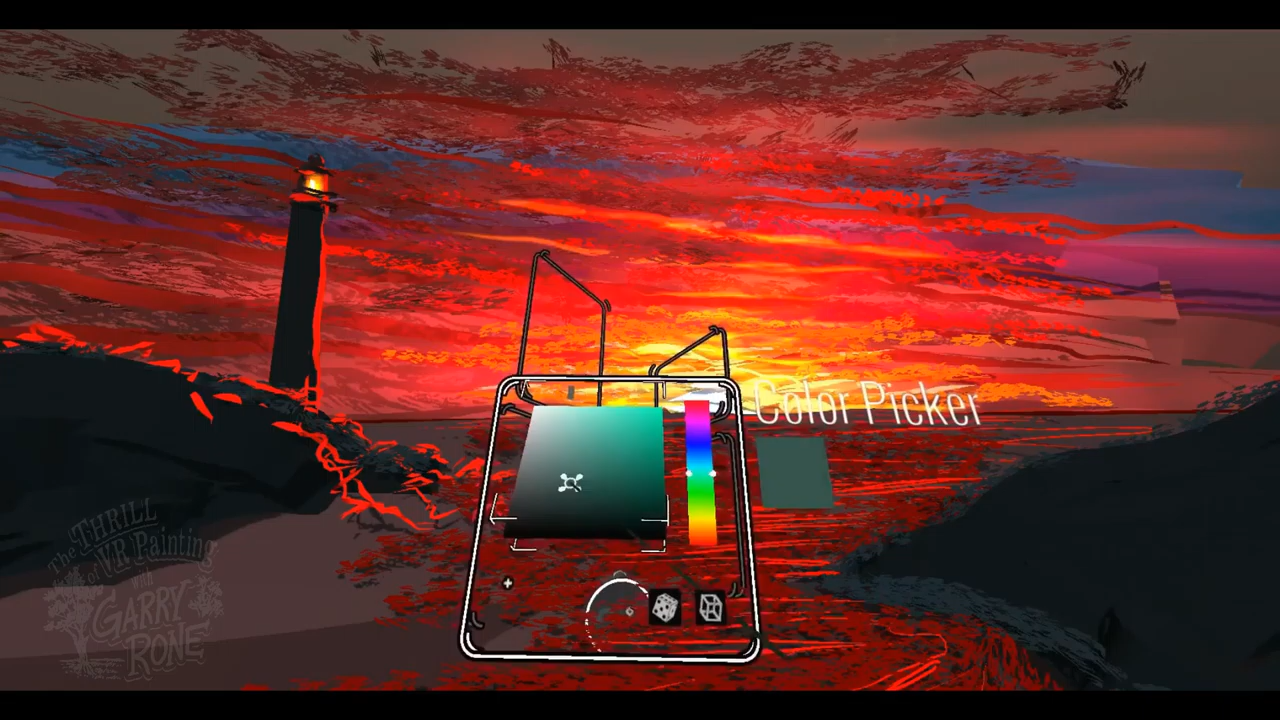 Color Picker
The THRILL
of VR Painting
with
GARRY
RONE